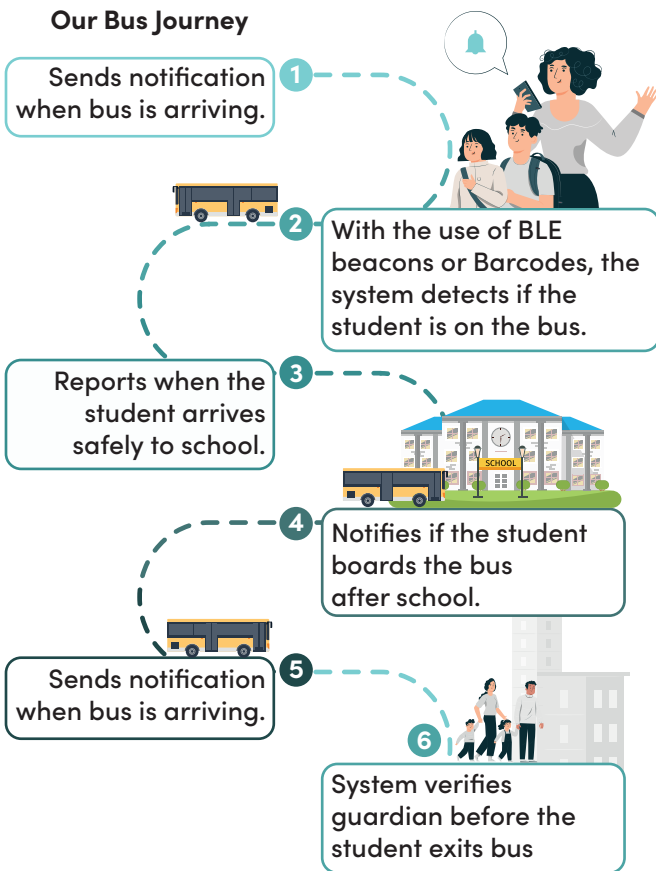 Our Bus Journey
1
Sends notification
when bus is arriving.
2
With the use of BLE
beacons or Barcodes, the
system detects if the
student is on the bus.
3
Reports when the
student arrives
safely to school.
SCHOOL
4
Notifies if the student
boards the bus
after school.
5
Sends notification
when bus is arriving.
6
System verifies
guardian before the
student exits bus